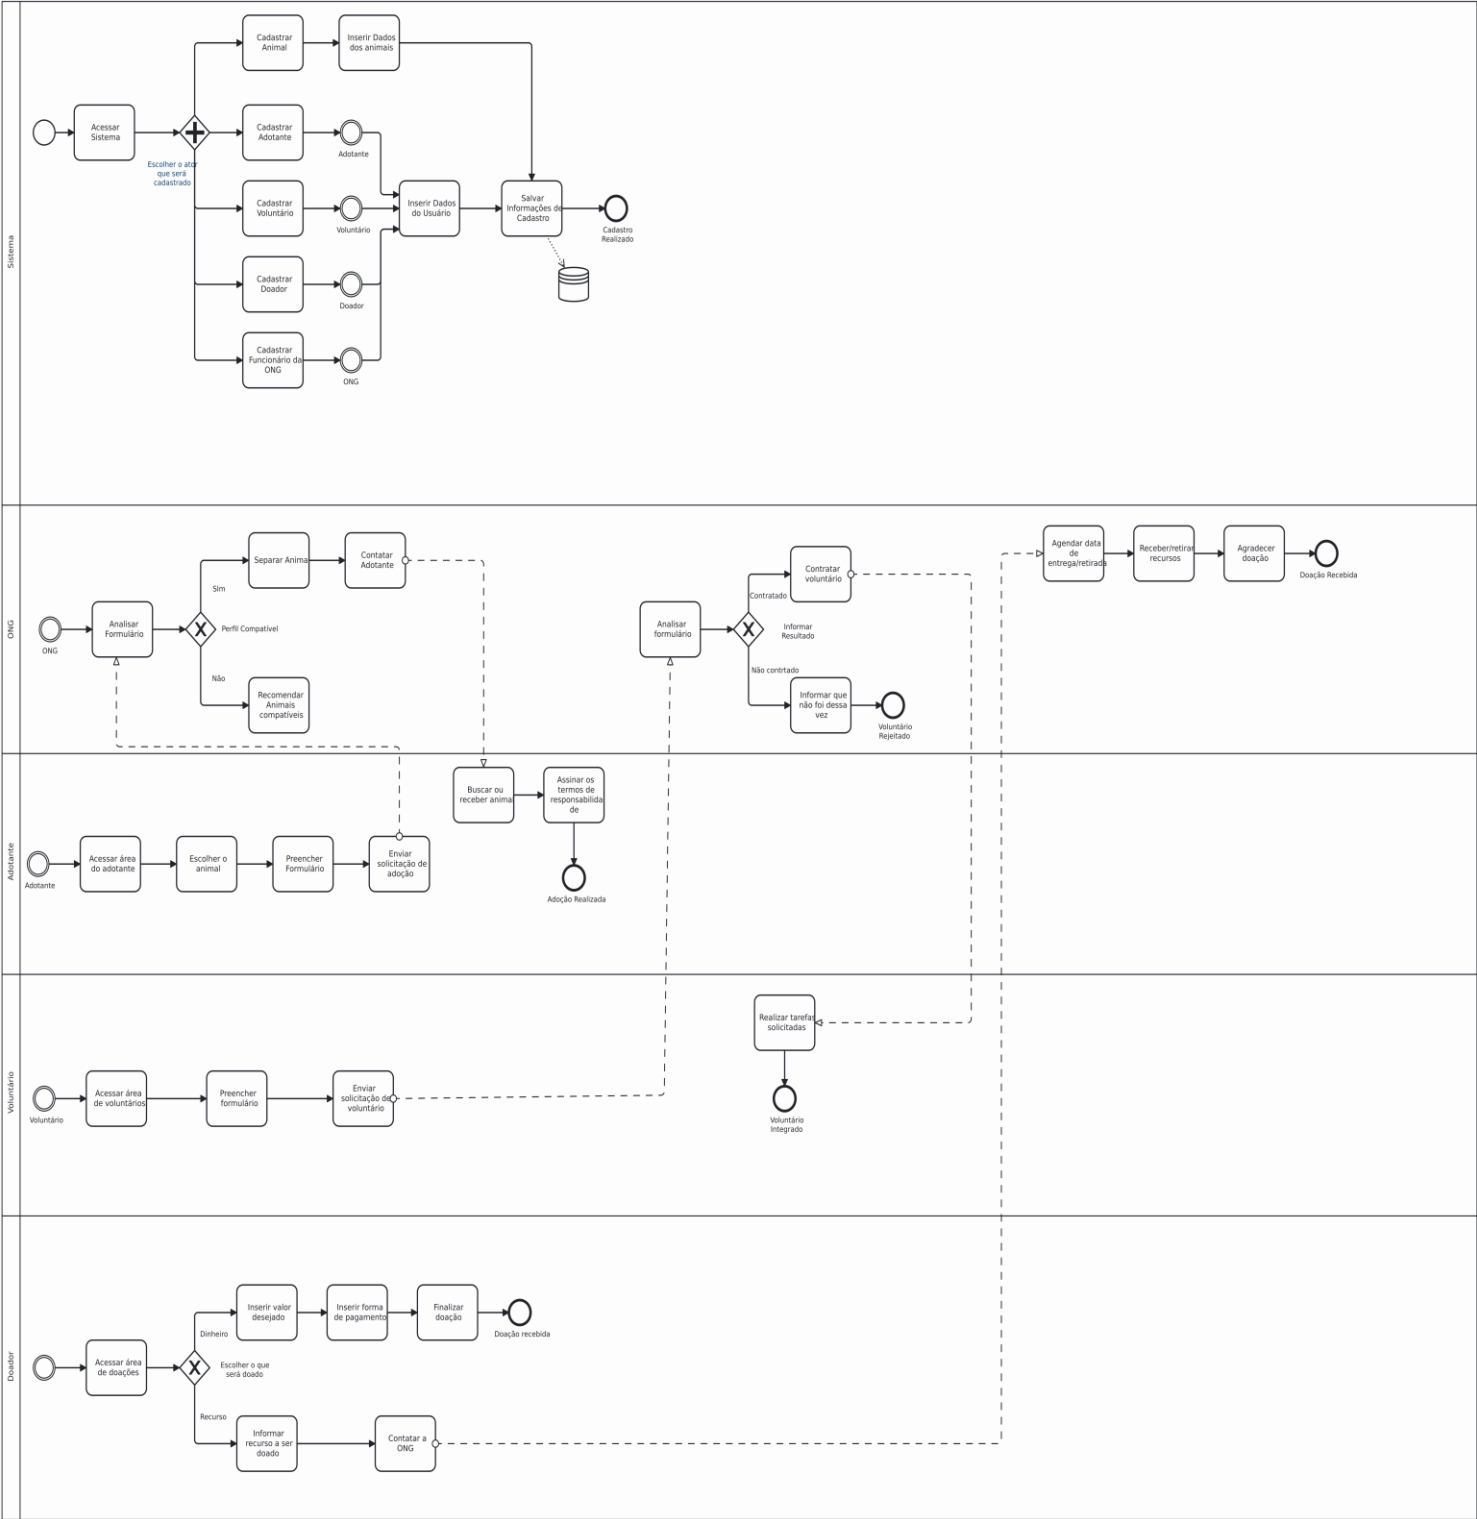 Sistema
Cadastrar
Animal
Inserir Dados
dos animais
Acessar
Sistema
Escolher o ator
que será
cadastrado
Cadastrar
Adotante
Adotante
Cadastrar
Voluntário
Voluntário
Inserir Dados
do Usuário
Salvar
Informações de
Cadastro
Cadastro
Realizado
Cadastrar
Doador
Doador
Cadastrar
Funcionário da
ONG
ONG
ONG
ONG
Analisar
Formulário
Sim
Perfil Compatível
Não
Separar Animal
Contatar
Adotante
Recomendar
Animais
compatíveis
Analisar
formulário
Contratado
Informar
Resultado
Não contrtado
Contratar
voluntário
Informar que
não foi dessa
vez
Voluntário
Rejeitado
Agendar data
de
entrega/retirada
Receber/retirar
recursos
Agradecer
doação
Doação Recebida
Adotante
Adotante
Acessar área
do adotante
Escolher o
animal
Preencher
Formulário
Enviar
solicitação de
adoção
Buscar ou
receber animal
Assinar os
termos de
responsabilida
de
Adoção Realizada
Voluntário
Voluntário
Acessar área
de voluntários
Preencher
formulário
Enviar
solicitação de
voluntário
Realizar tarefas
solicitadas
Voluntário
Integrado
Doador
Acessar área
de doações
Dinheiro
Escolher o que
será doado
Recurso
Inserir valor
desejado
Inserir forma
de pagamento
Finalizar
doação
Doação recebida
Informar
recurso a ser
doado
Contatar a
ONG